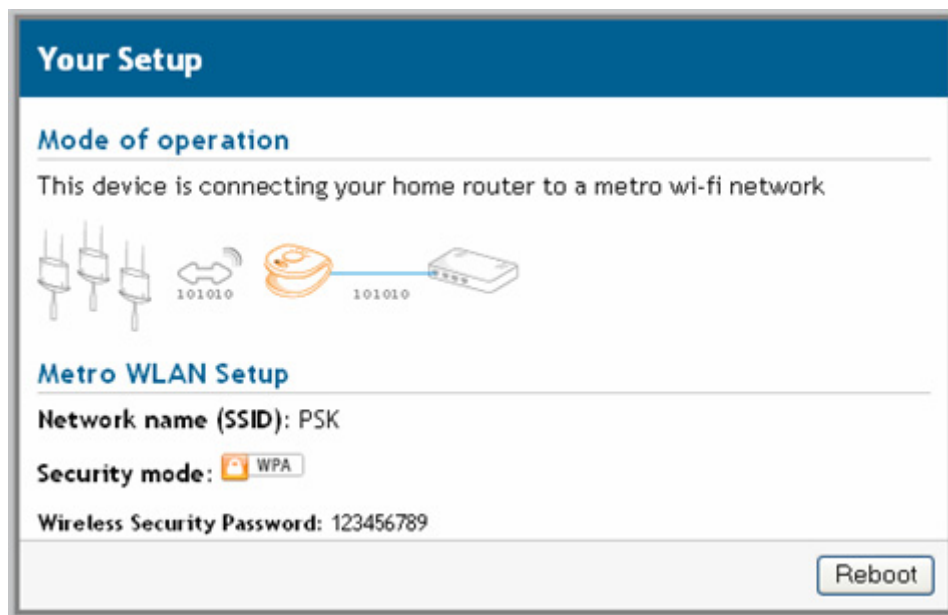 Your Setup
Mode of operation
This device is connecting your home router to a metro wi-fi network
101010
101010
Metro WLAN Setup
Network name (SSID): PSK
Security mode: WPA
Wireless Security Password: 123456789
Reboot